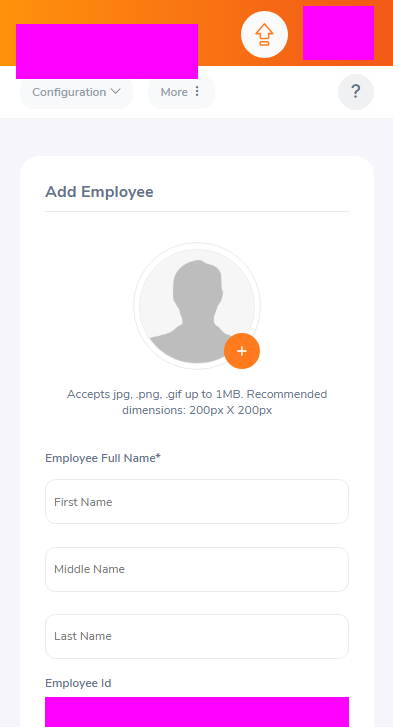 Configuration
More
?
Add Employee
+
Accepts jpg, .png, .gif up to 1MB. Recommended
dimensions: 200px X 200px
Employee Full Name*
First Name
Middle Name
Last Name
Employee Id